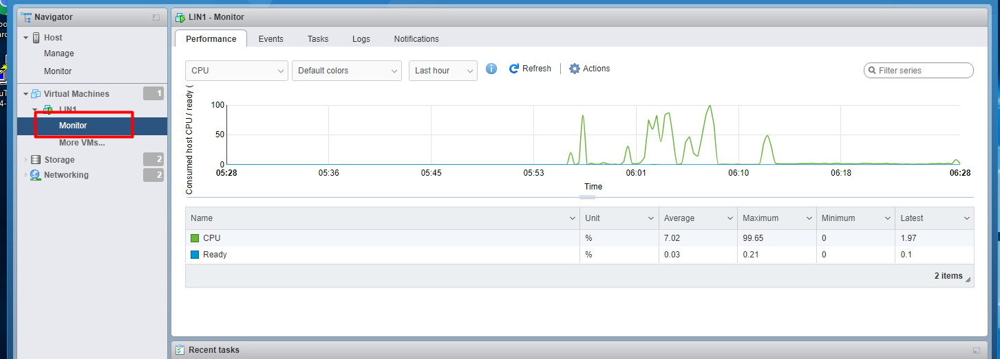 Navigator
Host
Manage
Monitor
Virtual Machines 1
LIN1
Monitor
More VMs...
Storage 2
Networking 2
LIN1 - Monitor
Performance Events Tasks Logs Notifications
CPU Default colors Last hour Refresh Actions Filter series
Consumed host CPU / ready (
100
50
0
05:28 05:36 05:45 05:53 06:01 06:10 06:18 06:28
Time
Name Unit Average Maximum Minimum Latest
CPU % 7.02 99.65 0 1.97
Ready % 0.03 0.21 0 0.1
2 items
Recent tasks